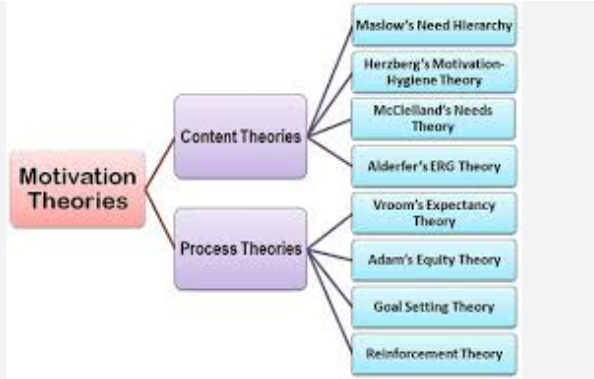 Motivation
Theories
Content Theories
Process Theories
Maslow's Need Hierarchy
Herzberg's Motivation-
Hygiene Theory
McClelland's Needs
Theory
Alderfer's ERG Theory
Vroom's Expectancy
Theory
Adam's Equity Theory
Goal Setting Theory
Reinforcement Theory